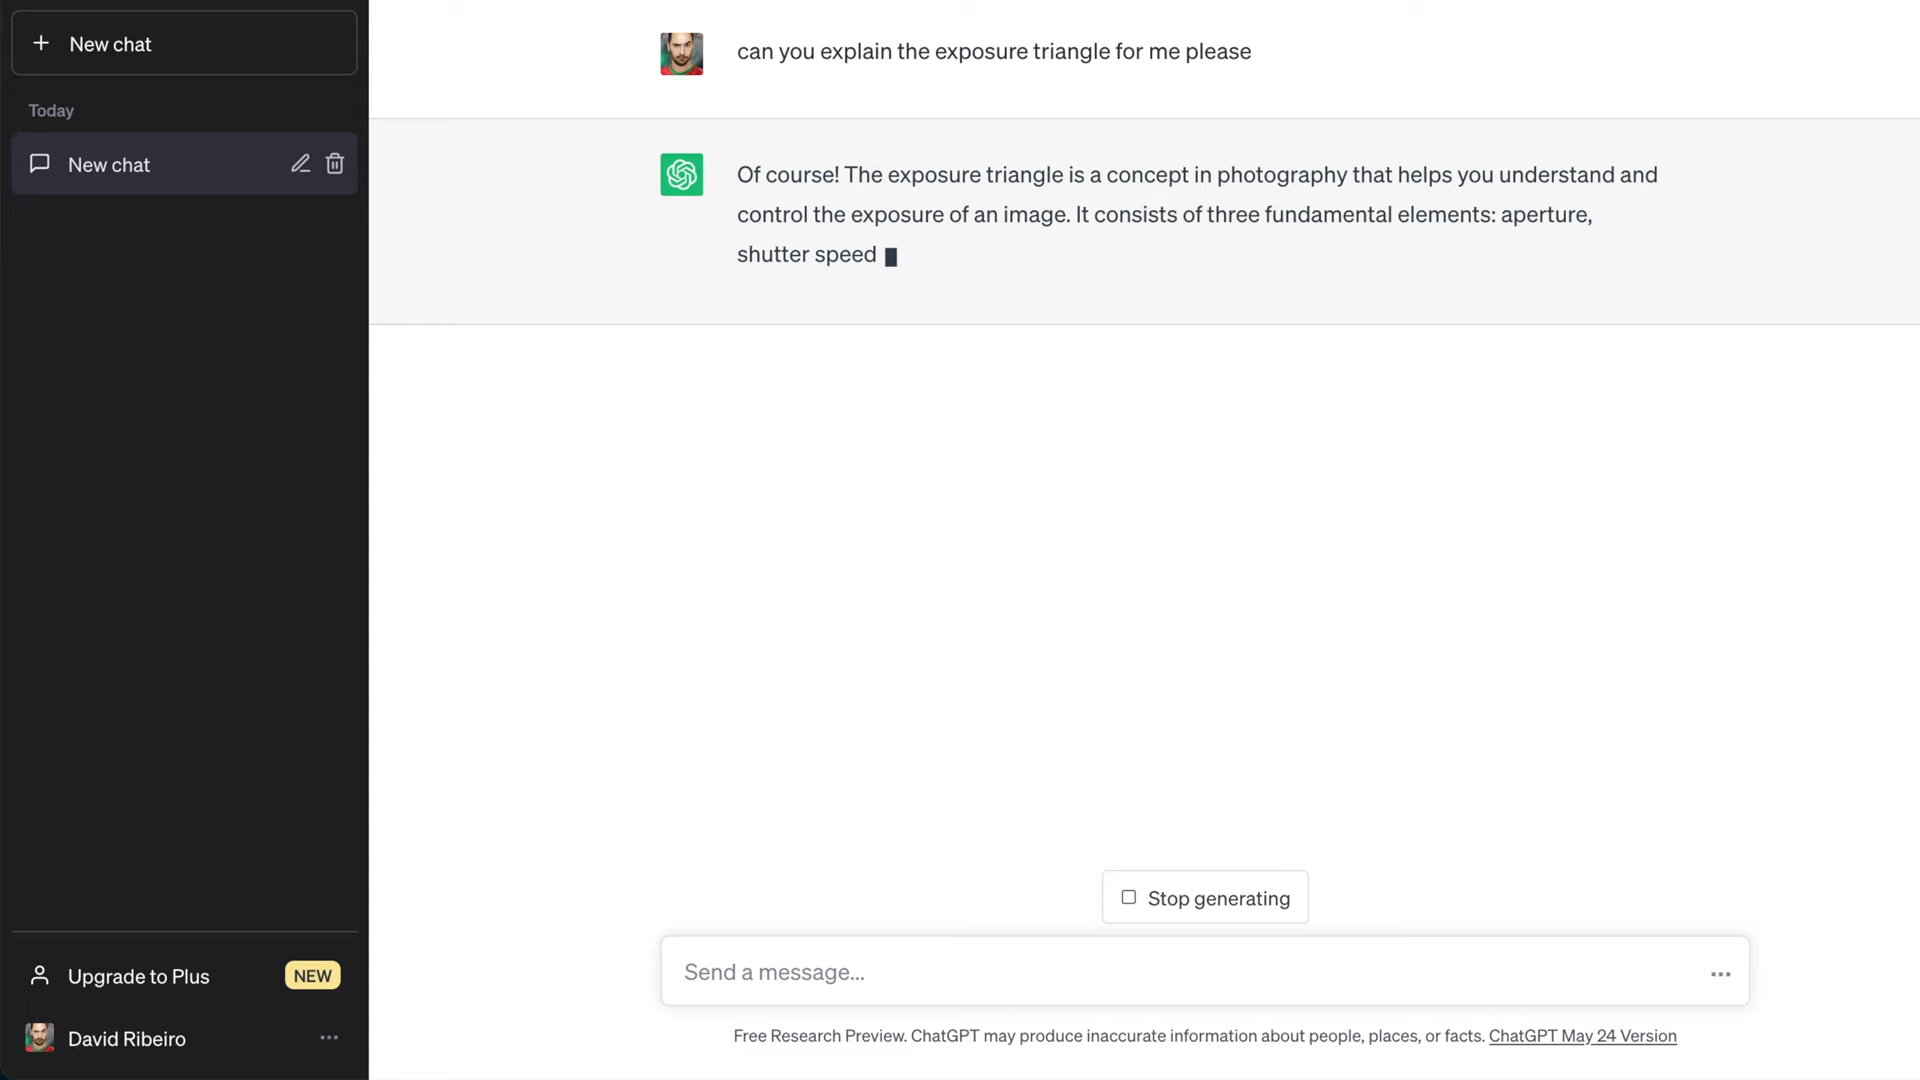 New chat
Today
New chat
Upgrade to Plus NEW
David Ribeiro
can you explain the exposure triangle for me please
Of course! The exposure triangle is a concept in photography that helps you understand and
control the exposure of an image. It consists of three fundamental elements: aperture,
shutter speed
Stop generating
Send a message...
Free Research Preview. ChatGPT may produce inaccurate information about people, places, or facts. ChatGPT May 24 Version